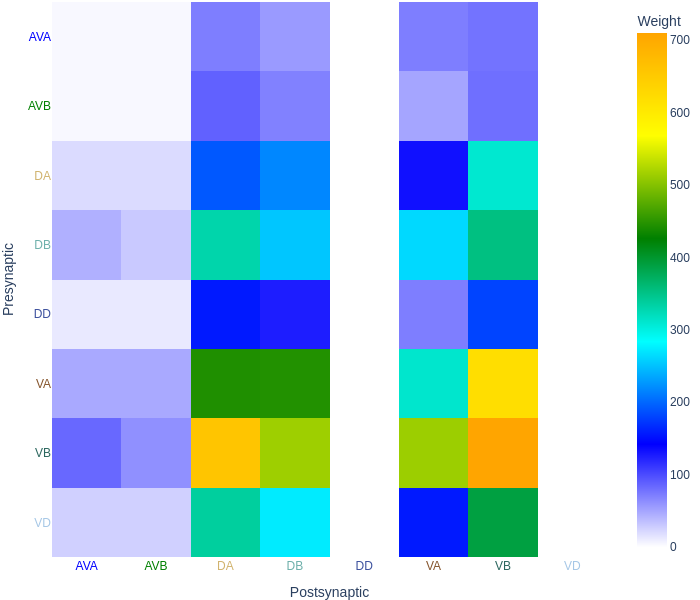 Weight
AVA
AVB
DA
DB
DD
VA
VB
VD
Presynaptic
AVA AVB DA DB DD VA VB VD
Postsynaptic
700
600
500
400
300
200
100
0